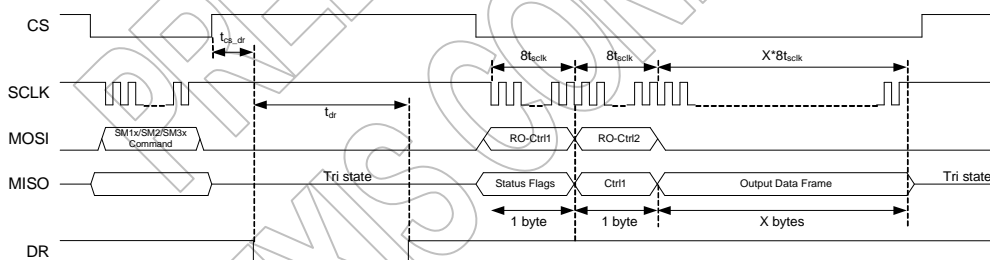 CS
t_cs_dr
8t_sclk
8t_sclk
X*8t_sclk
SCLK
t_dr
MOSI
SM1x/SM2/SM3x
Command
RO-Ctrl1
RO-Ctrl2
MISO
Tri state
Status Flags
Ctrl1
Output Data Frame
Tri state
1 byte
1 byte
X bytes
DR